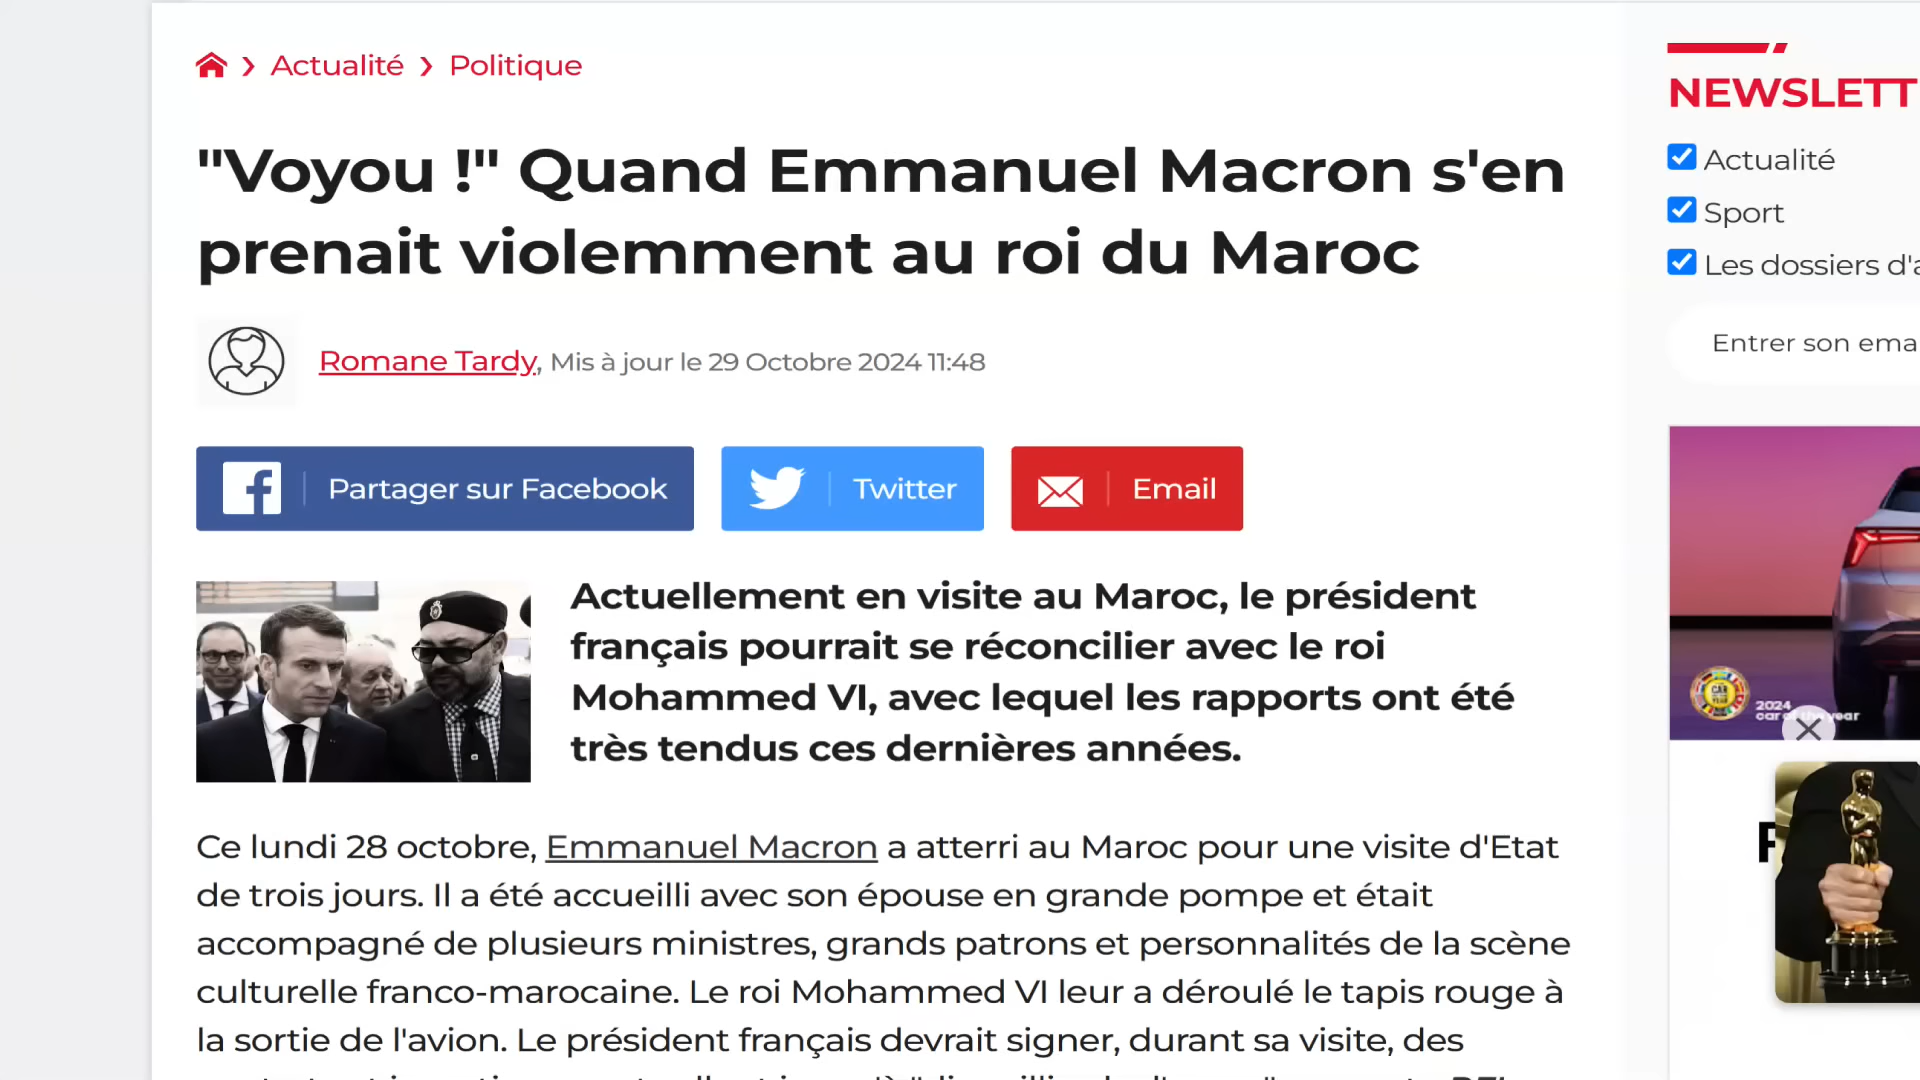 Actualité > Politique
"Voyou !" Quand Emmanuel Macron s'en
prenait violemment au roi du Maroc
Romane Tardy, Mis à jour le 29 Octobre 2024 11:48
Partager sur Facebook
Twitter
Email
Actuellement en visite au Maroc, le président
français pourrait se réconcilier avec le roi
Mohammed VI, avec lequel les rapports ont été
très tendus ces dernières années.
Ce lundi 28 octobre, Emmanuel Macron a atterri au Maroc pour une visite d'Etat
de trois jours. Il a été accueilli avec son épouse en grande pompe et était
accompagné de plusieurs ministres, grands patrons et personnalités de la scène
culturelle franco-marocaine. Le roi Mohammed VI leur a déroulé le tapis rouge à
la sortie de l'avion. Le président français devrait signer, durant sa visite, des
NEWSLETT
Actualité
Sport
Les dossiers d'a
Entrer son ema
2024
car of the year